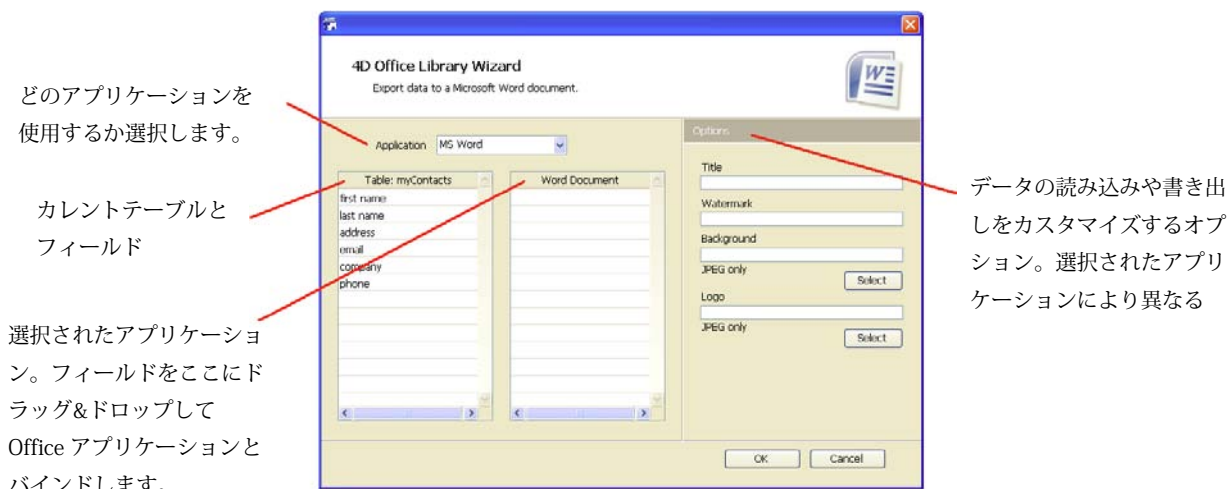 どのアプリケーションを
使用するか選択します。
カレントテーブルと
フィールド
選択されたアプリケーショ
ン。フィールドをここにド
ラッグ&ドロップして
Office アプリケーションと
バインドします。
4D Office Library Wizard
Export data to a Microsoft Word document.
W
Application MS Word
Table: myContacts
first name
last name
address
email
company
phone
Word Document
Options
Title
Watermark
Background
JPEG only
Select
Logo
JPEG only
Select
OK Cancel
データの読み込みや書き出
しをカスタマイズするオプ
ション。選択されたアプリ
ケーションにより異なる